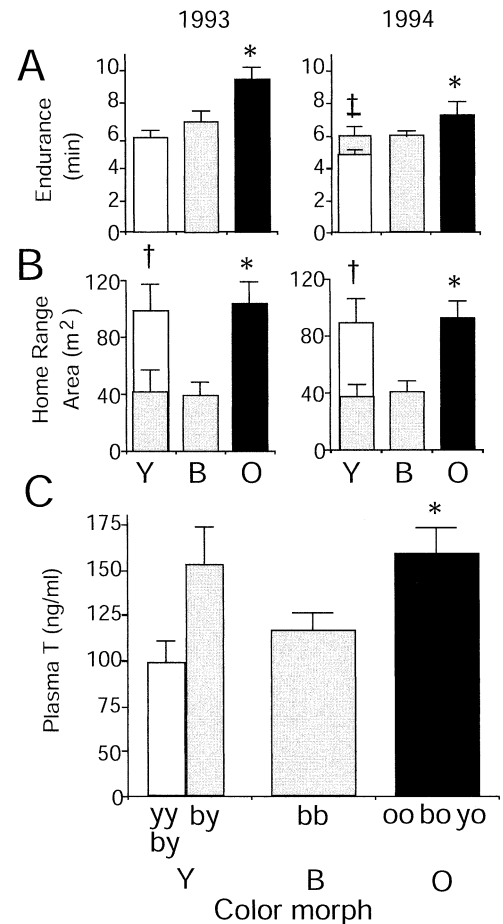 1993
1994
A
Endurance
(min)
10
8
6
4
2
0
*
10
8
6
4
2
0
‡
*
B
Home Range
Area (m²)
120
80
40
0
†
*
120
80
40
0
†
*
Y B O
Y B O
C
Plasma T (ng/ml)
175
150
125
100
75
50
0
*
yy by
by
bb
oo bo yo
Y B O
Color morph